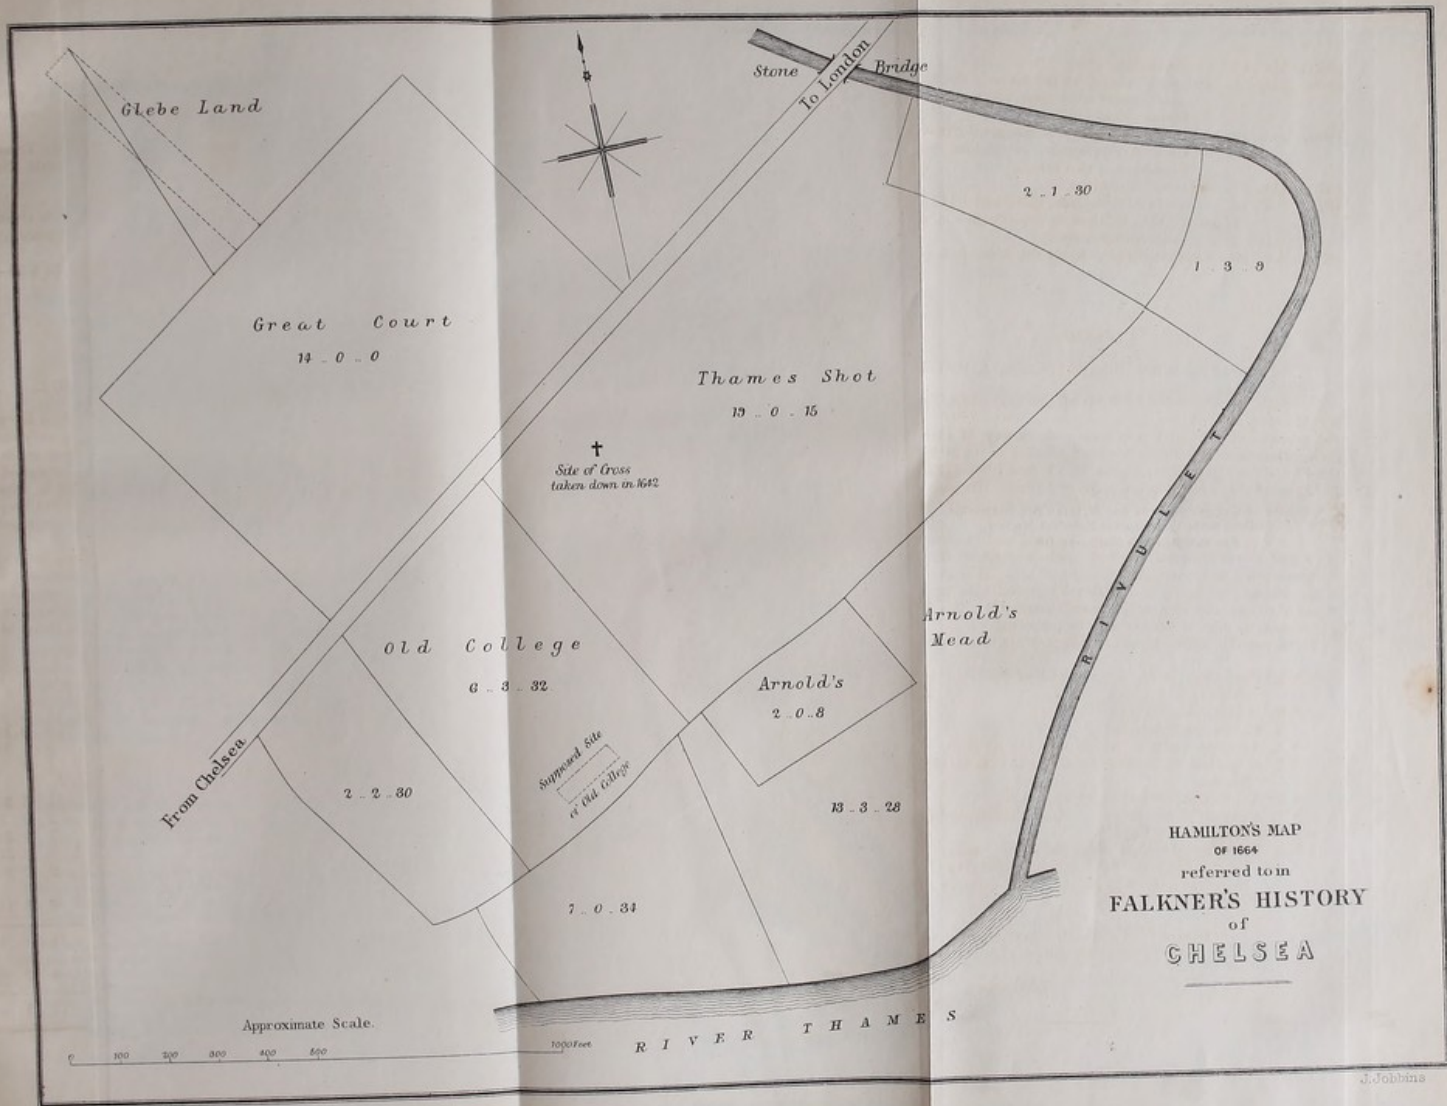 Stone Bridge
To London
Glebe Land
2 .. 1 .. 30
1 .. 3 .. 9
Great Court
14 .. 0 .. 0
Thames Shot
19 .. 0 .. 15
Site of Cross
taken down in 1642
RIVULET
Arnold's
Mead
Old College
6 .. 3 .. 32
Arnold's
2 .. 0 .. 8
Supposed Site
of Old College
From Chelsea
2 .. 2 .. 30
13 .. 3 .. 28
7 .. 0 .. 34
HAMILTON'S MAP
OF 1664
referred to in
FALKNER'S HISTORY
of
CHELSEA
Approximate Scale.
0 100 200 300 400 500 1000 Feet
RIVER THAMES
J. Jobbins